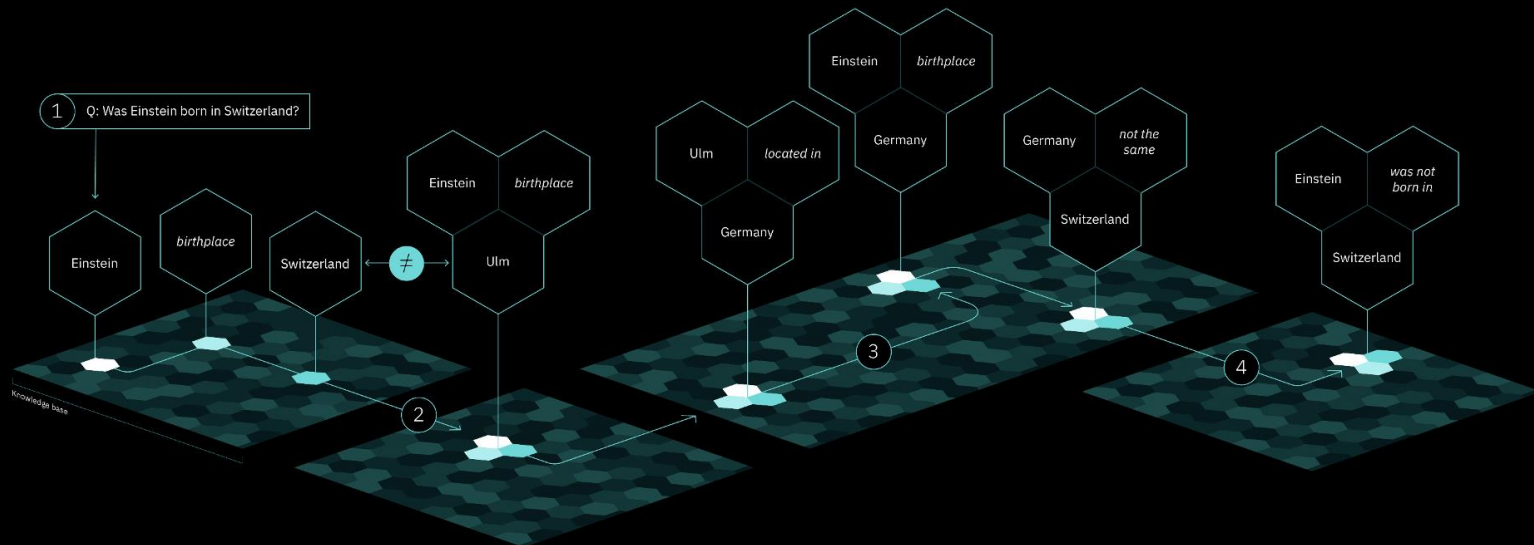 1
Q: Was Einstein born in Switzerland?
Einstein
birthplace
Switzerland
≠
Einstein
birthplace
Ulm
Knowledge base
2
Ulm
located in
Germany
Einstein
birthplace
Germany
3
Germany
not the
same
Switzerland
4
Einstein
was not
born in
Switzerland